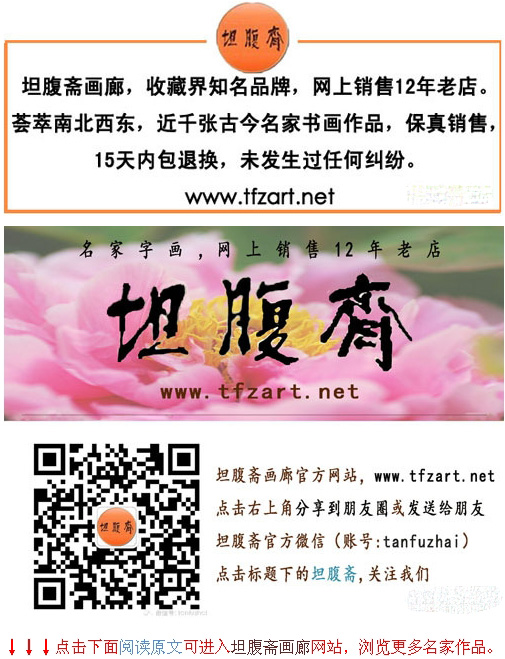 坦腹齋
坦腹斋画廊，收藏界知名品牌，网上销售12年老店。
荟萃南北西东，近千张古今名家书画作品，保真销售，
15天内包退换，未发生过任何纠纷。
www.tfzart.net
名家字画,网上销售12年老店
坦腹齋
www.tfzart.net
坦腹齋
坦腹斋画廊官方网站，www.tfzart.net
点击右上角分享到朋友圈或发送给朋友
坦腹斋官方微信（账号:tanfuzhai）
点击标题下的坦腹斋,关注我们
↓↓↓点击下面阅读原文可进入坦腹斋画廊网站，浏览更多名家作品。